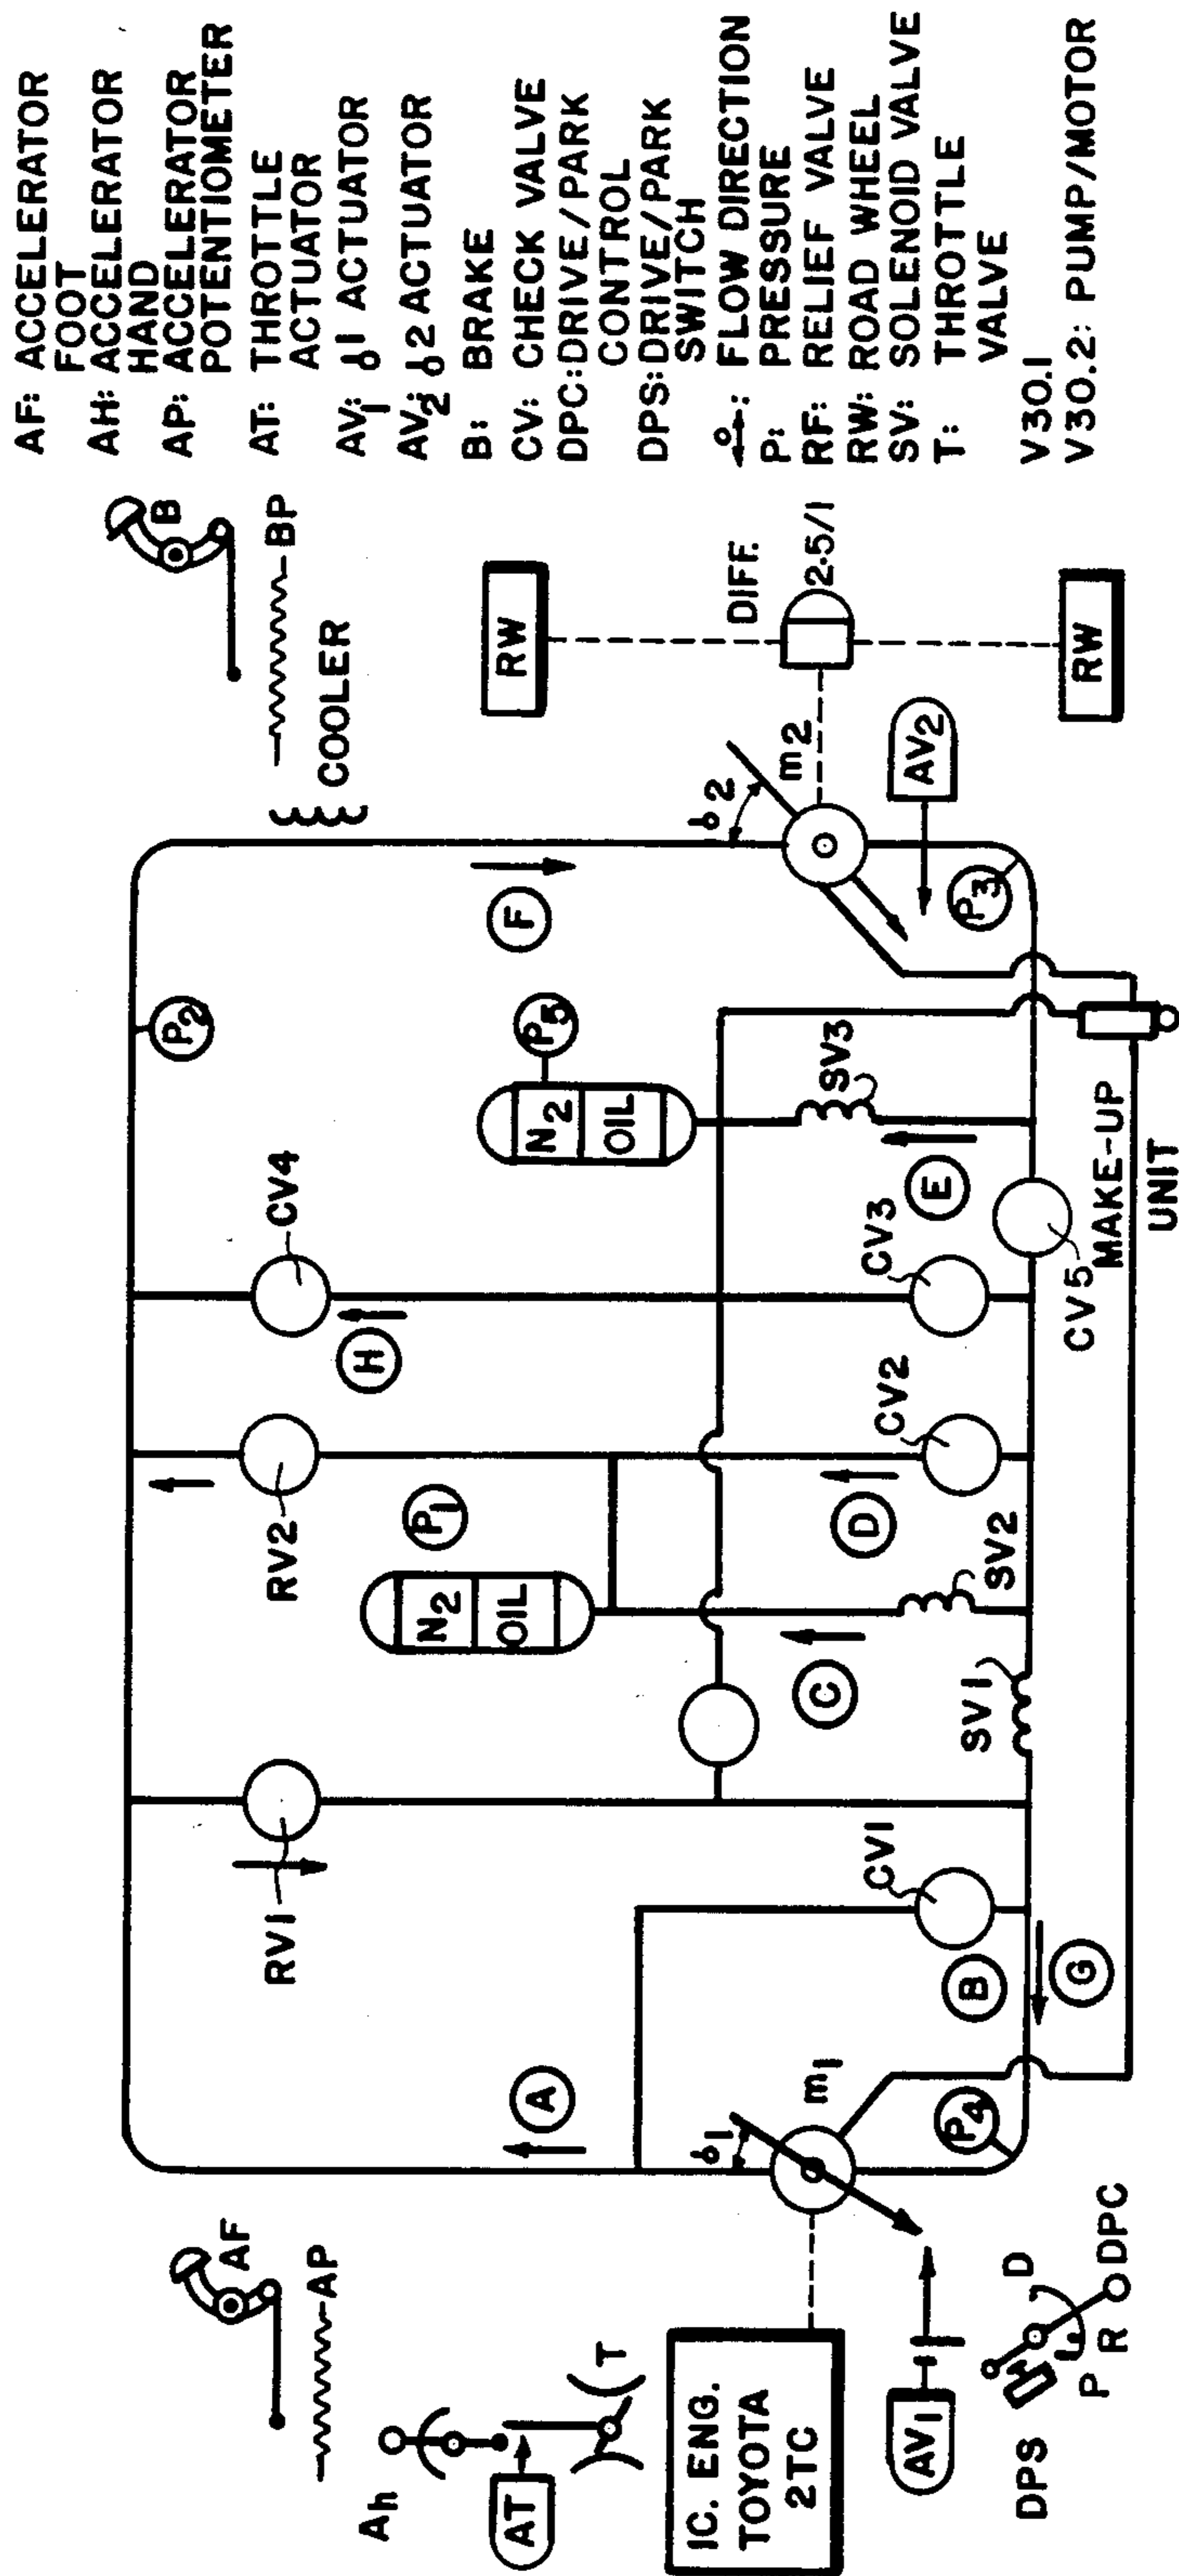 AF: ACCELERATOR
FOOT
AH: ACCELERATOR
HAND
AP: ACCELERATOR
POTENTIOMETER
AT: THROTTLE
ACTUATOR
AV1: 1 ACTUATOR
AV2: 2 ACTUATOR
B: BRAKE
CV: CHECK VALVE
DPC: DRIVE/PARK
CONTROL
DPS: DRIVE/PARK
SWITCH
: FLOW DIRECTION
P: PRESSURE
RF: RELIEF VALVE
RW: ROAD WHEEL
SV: SOLENOID VALVE
T: THROTTLE
VALVE
V30.1
V30.2: PUMP/MOTOR
AF
AP
Ah
AT
T
IC. ENG.
TOYOTA
2TC
AV1
DPS
P
R
D
DPC
A
1
m1
P4
B
G
CV1
RV1
SV1
C
SV2
N2
OIL
P1
RV2
D
CV2
H
CV4
CV3
CV5
E
SV3
N2
OIL
P5
P2
F
MAKE-UP
UNIT
P3
2
m2
AV2
COOLER
B
BP
RW
DIFF.
2.5/1
RW